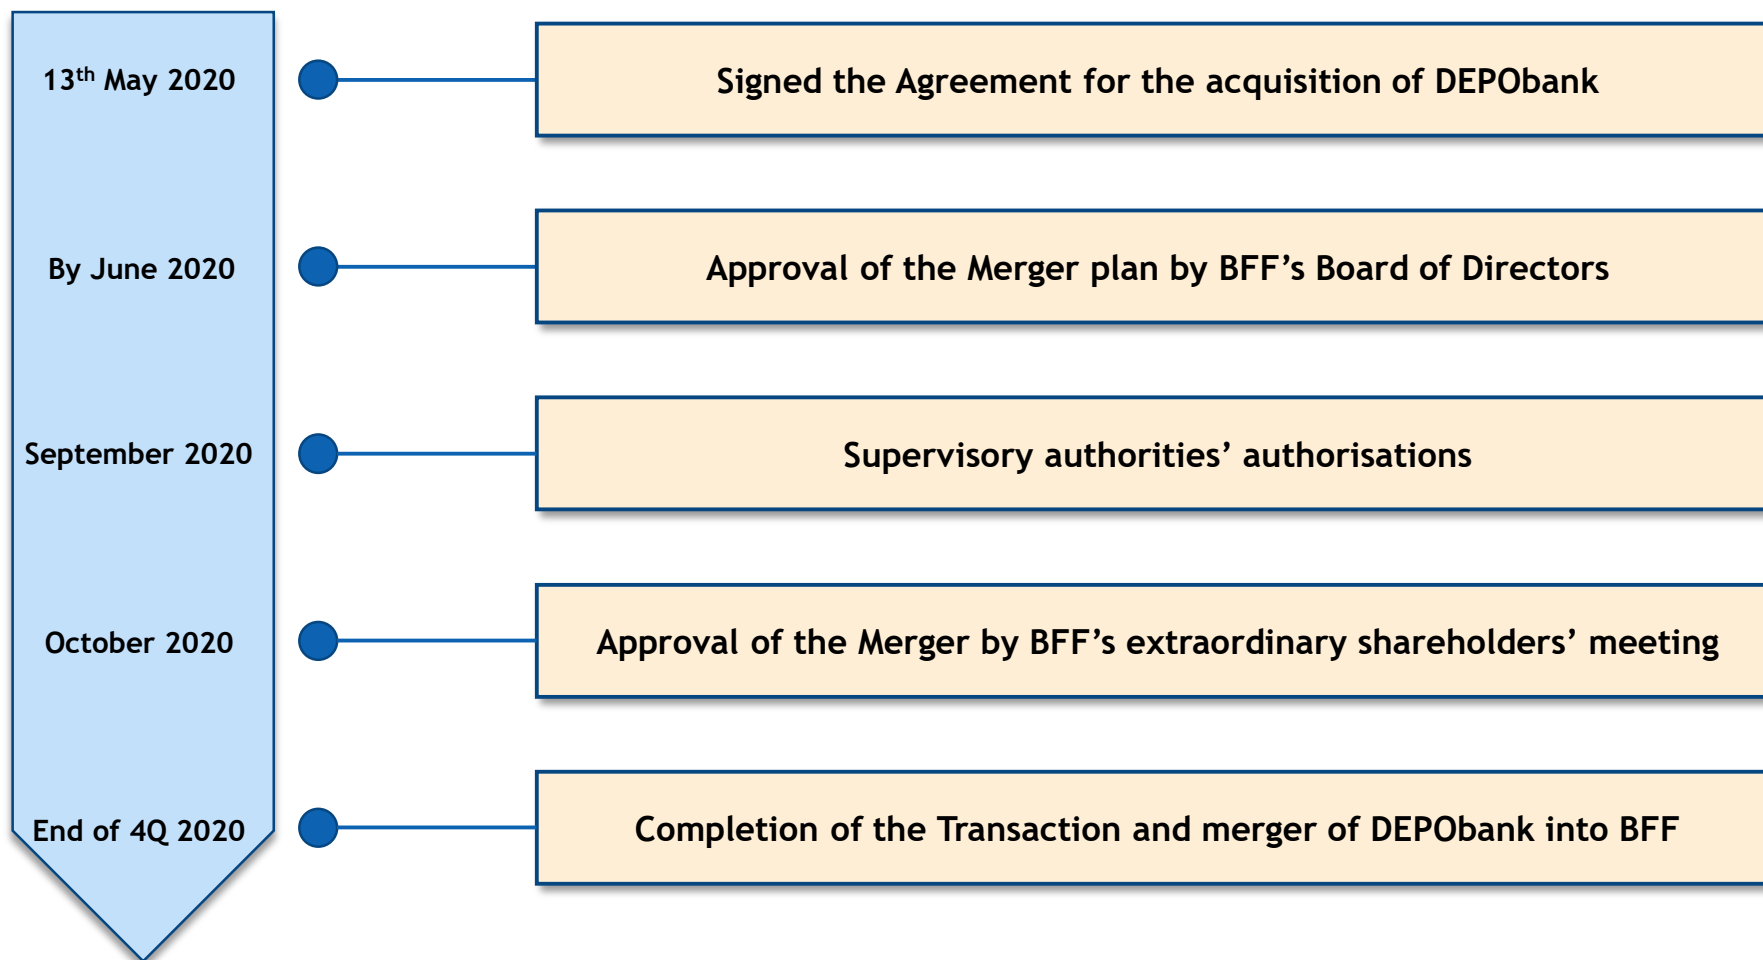 13th May 2020
Signed the Agreement for the acquisition of DEPObank
By June 2020
Approval of the Merger plan by BFF’s Board of Directors
September 2020
Supervisory authorities’ authorisations
October 2020
Approval of the Merger by BFF’s extraordinary shareholders’ meeting
End of 4Q 2020
Completion of the Transaction and merger of DEPObank into BFF